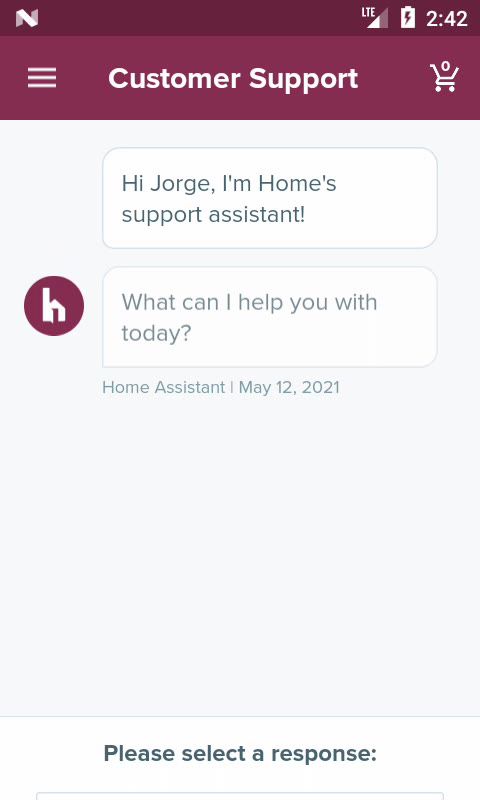 LTE 2:42
Customer Support
0
Hi Jorge, I'm Home's
support assistant!
h
What can I help you with
today?
Home Assistant | May 12, 2021
Please select a response: